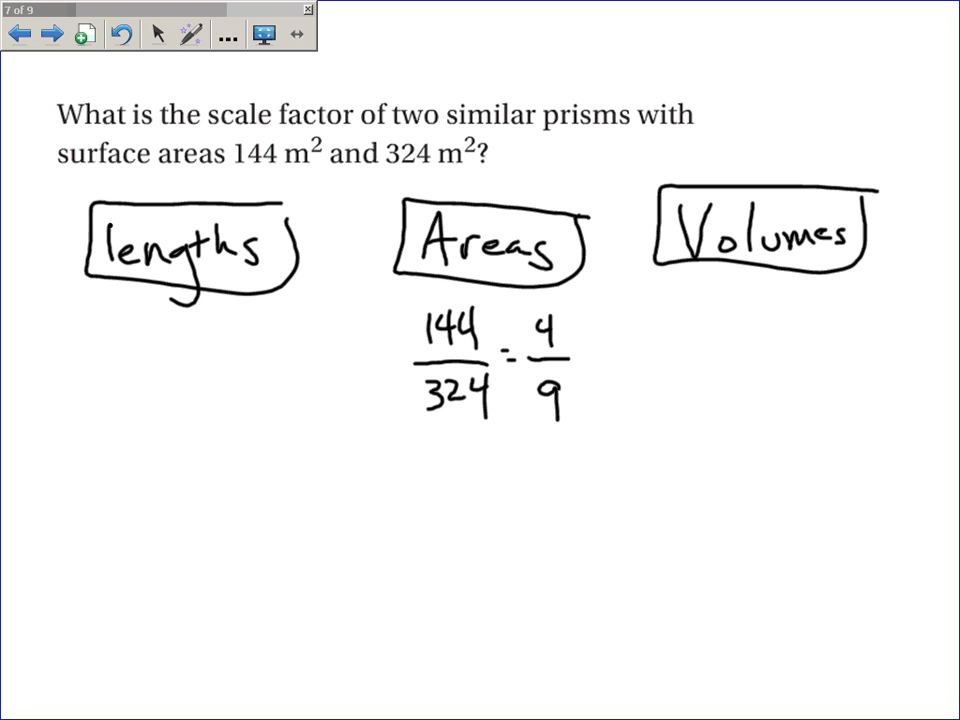 7 of 9
What is the scale factor of two similar prisms with
surface areas 144 m² and 324 m²?
lengths Areas Volumes
144/324 = 4/9